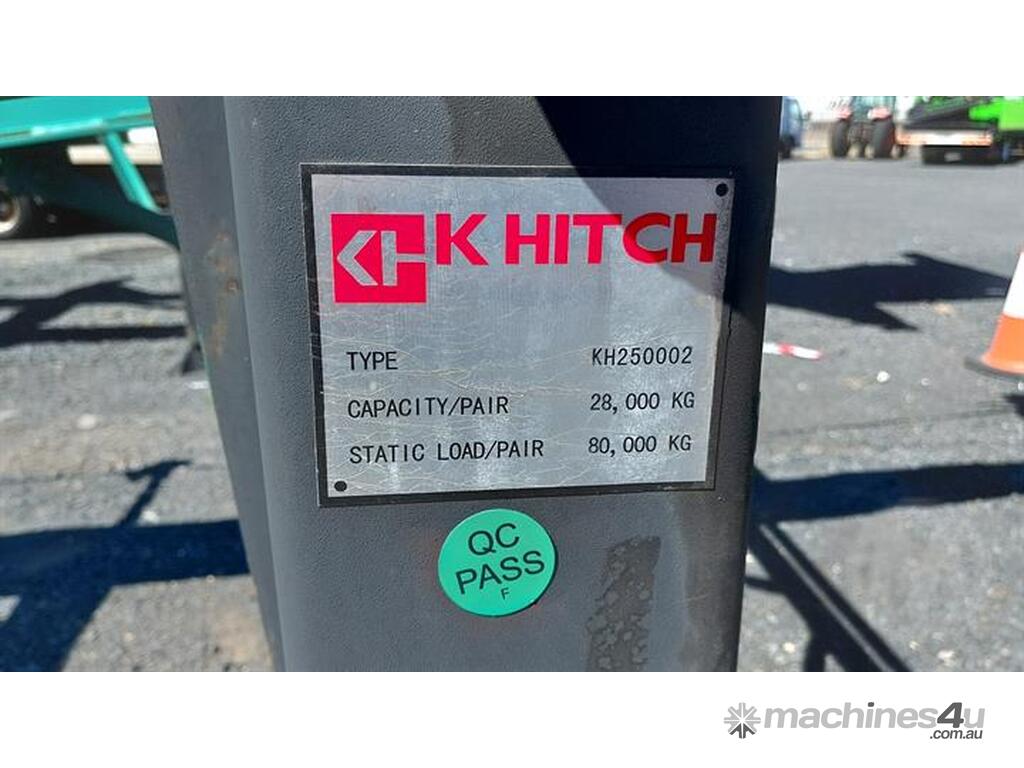 KH K HITCH
TYPE KH250002
CAPACITY/PAIR 28,000 KG
STATIC LOAD/PAIR 80,000 KG
QC
PASS
F
machines4u
.com.au